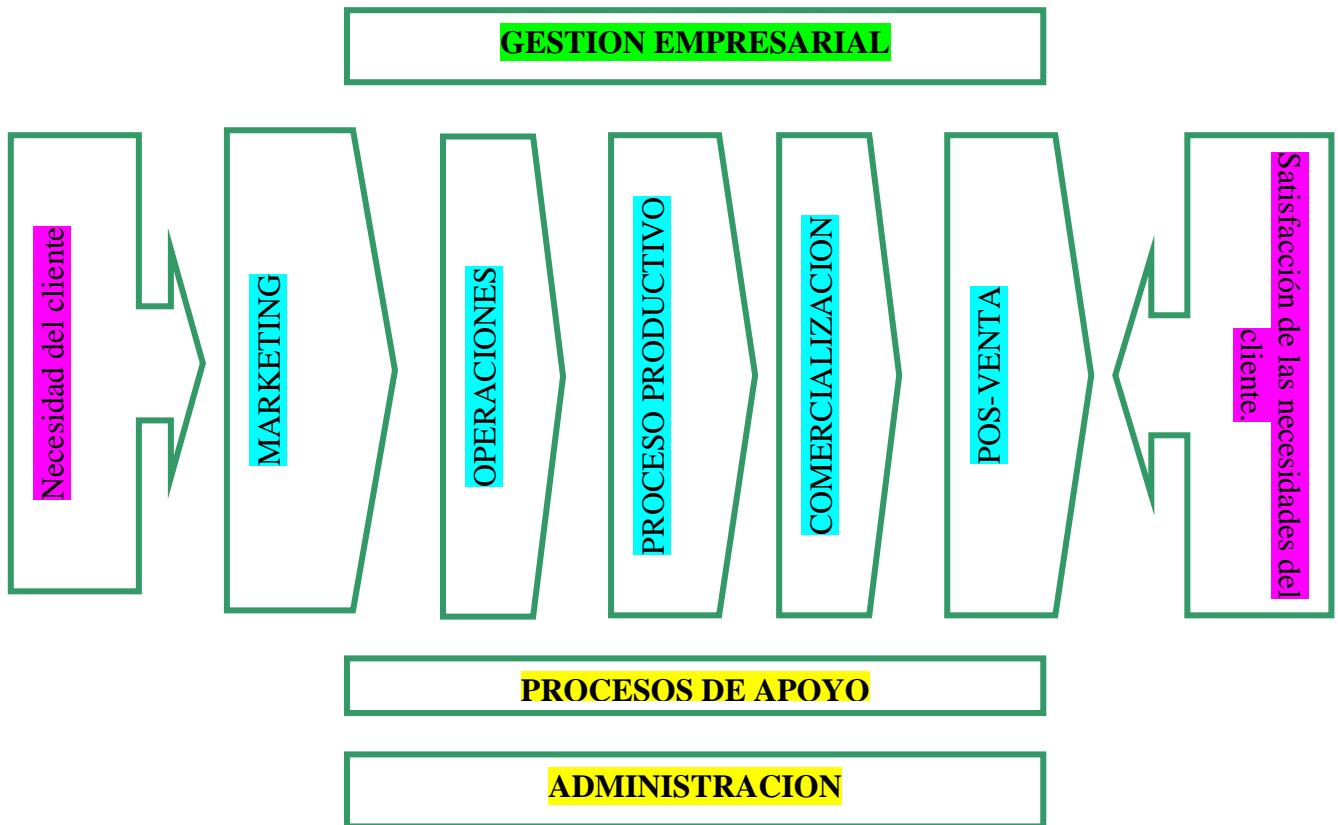 GESTION EMPRESARIAL
Necesidad del cliente
MARKETING
OPERACIONES
PROCESO PRODUCTIVO
COMERCIALIZACION
POS-VENTA
Satisfacción de las necesidades del
cliente.
PROCESOS DE APOYO
ADMINISTRACION